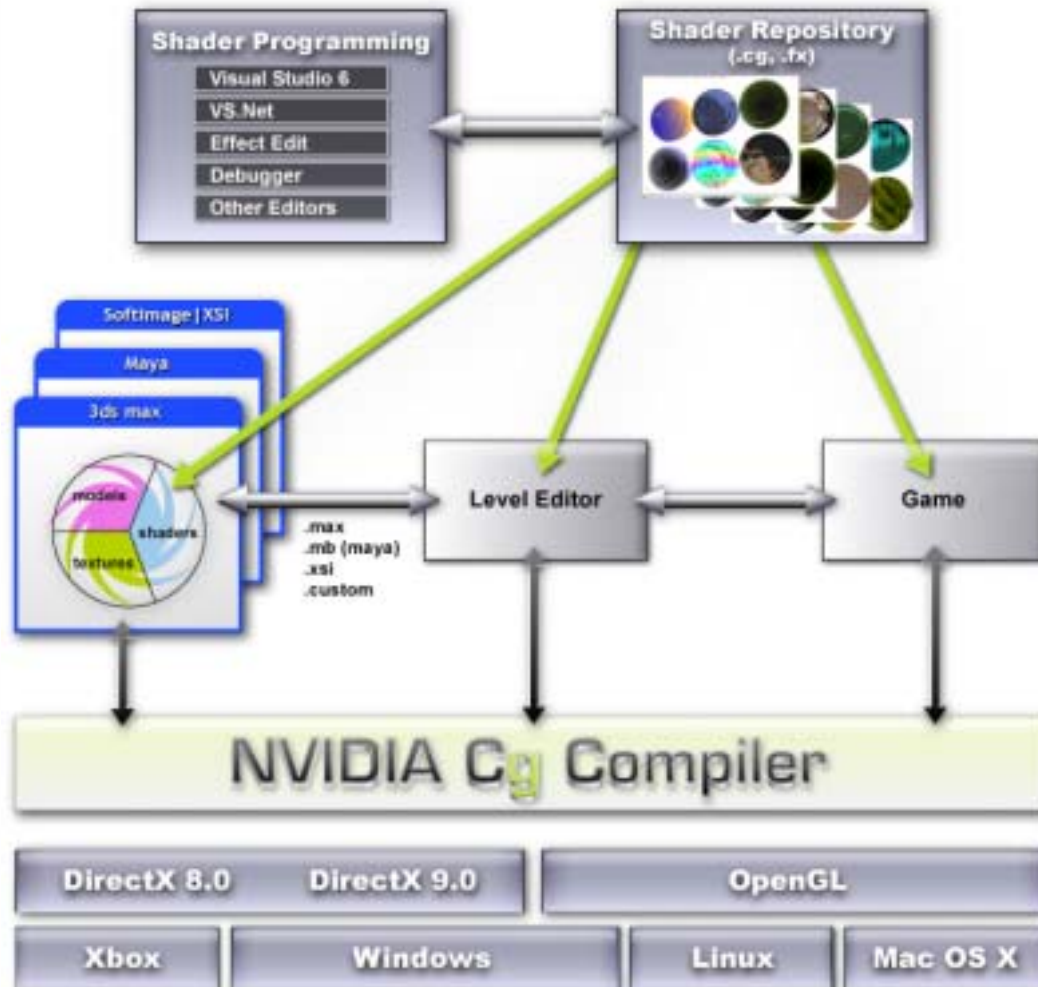 Shader Programming
Visual Studio 6
VS.Net
Effect Edit
Debugger
Other Editors
Shader Repository
(.cg, .fx)
Softimage|XSI
Maya
3ds max
models
shaders
textures
.max
.mb (maya)
.xsi
.custom
Level Editor
Game
NVIDIA Cg Compiler
DirectX 8.0
DirectX 9.0
OpenGL
Xbox
Windows
Linux
Mac OS X